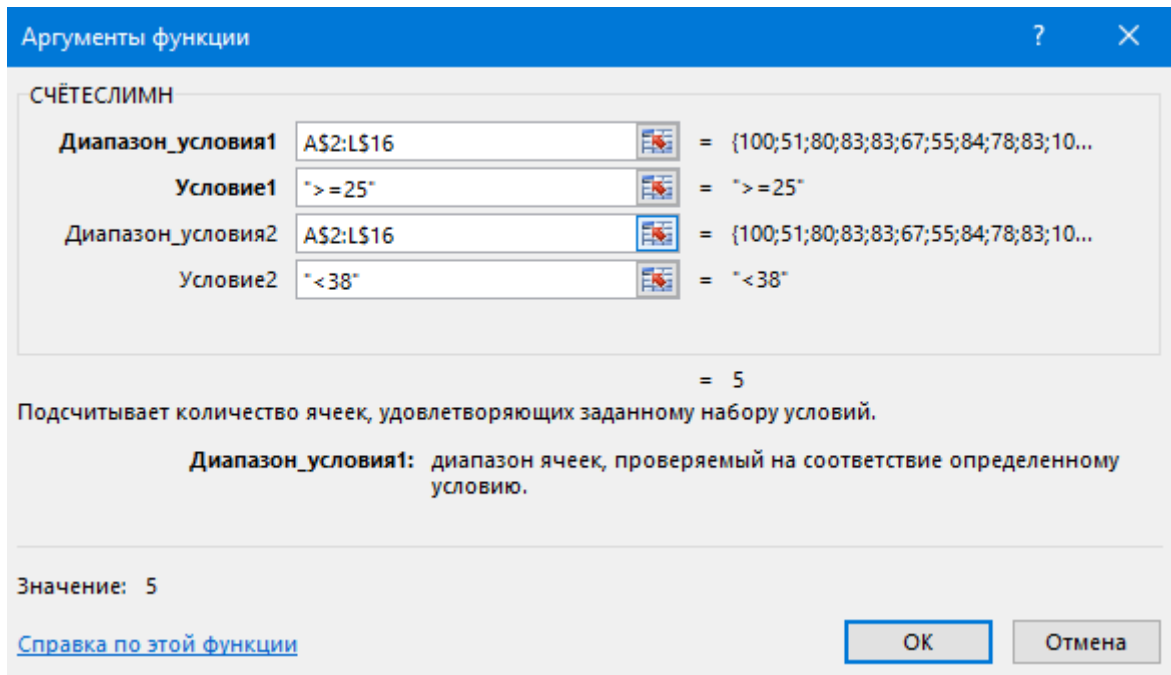 Аргументы функции ? ×
СЧЁТЕСЛИМН
Диапазон_условия1 A$2:L$16 = {100;51;80;83;83;67;55;84;78;83;10...
Условие1 ">=25" = ">=25"
Диапазон_условия2 A$2:L$16 = {100;51;80;83;83;67;55;84;78;83;10...
Условие2 "<38" = "<38"
= 5
Подсчитывает количество ячеек, удовлетворяющих заданному набору условий.
Диапазон_условия1: диапазон ячеек, проверяемый на соответствие определенному
условию.
Значение: 5
Справка по этой функции ОК Отмена